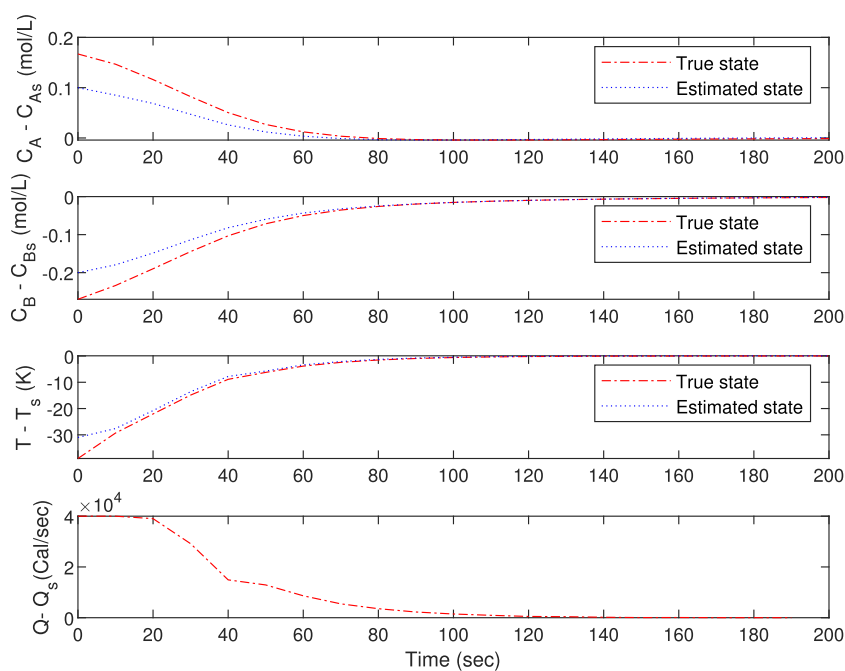 C_A - C_As (mol/L)
0.2
0.1
0
True state
Estimated state
0 20 40 60 80 100 120 140 160 180 200
C_B - C_Bs (mol/L)
0
-0.1
-0.2
True state
Estimated state
0 20 40 60 80 100 120 140 160 180 200
T - T_s (K)
0
-10
-20
-30
True state
Estimated state
0 20 40 60 80 100 120 140 160 180 200
Q- Q_s(Cal/sec)
×10^4
4
2
0
0 20 40 60 80 100 120 140 160 180 200
Time (sec)